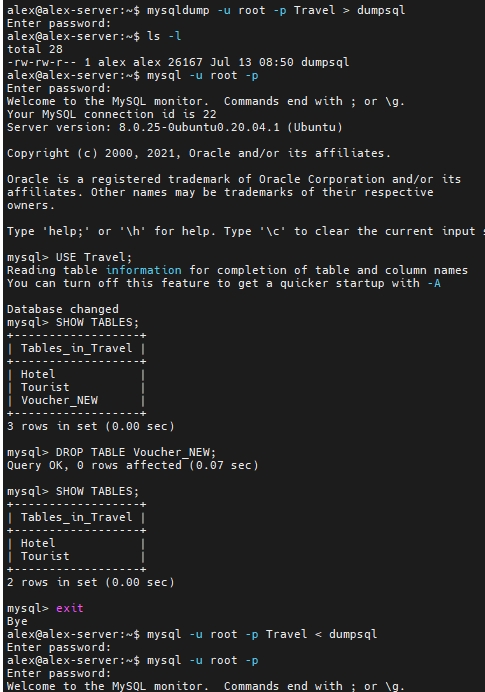 alex@alex-server:~$ mysqldump -u root -p Travel > dumpsql
Enter password:
alex@alex-server:~$ ls -l
total 28
-rw-rw-r-- 1 alex alex 26167 Jul 13 08:50 dumpsql
alex@alex-server:~$ mysql -u root -p
Enter password:
Welcome to the MySQL monitor.  Commands end with ; or \g.
Your MySQL connection id is 22
Server version: 8.0.25-0ubuntu0.20.04.1 (Ubuntu)

Copyright (c) 2000, 2021, Oracle and/or its affiliates.

Oracle is a registered trademark of Oracle Corporation and/or its
affiliates. Other names may be trademarks of their respective
owners.

Type 'help;' or '\h' for help. Type '\c' to clear the current input s

mysql> USE Travel;
Reading table information for completion of table and column names
You can turn off this feature to get a quicker startup with -A

Database changed
mysql> SHOW TABLES;
+------------------+
| Tables_in_Travel |
+------------------+
| Hotel            |
| Tourist          |
| Voucher_NEW      |
+------------------+
3 rows in set (0.00 sec)

mysql> DROP TABLE Voucher_NEW;
Query OK, 0 rows affected (0.07 sec)

mysql> SHOW TABLES;
+------------------+
| Tables_in_Travel |
+------------------+
| Hotel            |
| Tourist          |
+------------------+
2 rows in set (0.00 sec)

mysql> exit
Bye
alex@alex-server:~$ mysql -u root -p Travel < dumpsql
Enter password:
alex@alex-server:~$ mysql -u root -p
Enter password:
Welcome to the MySQL monitor.  Commands end with ; or \g.